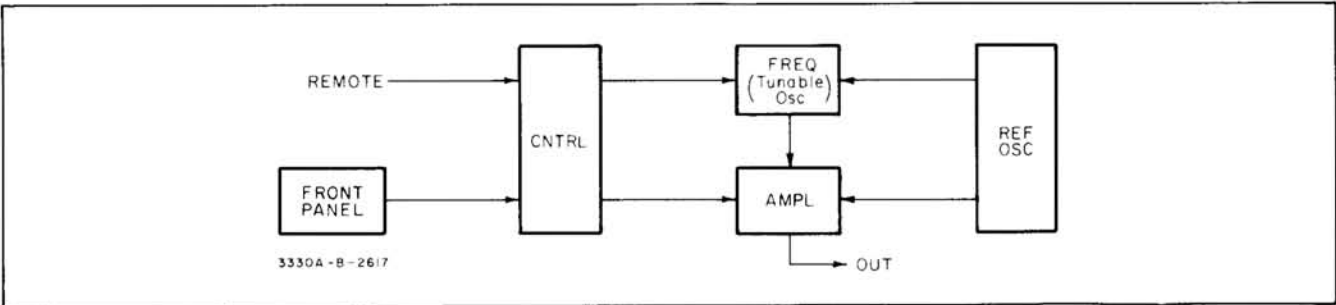 REMOTE
FRONT
PANEL
3330A-B-2617
CNTRL
FREQ
(Tunable)
Osc
AMPL
OUT
REF
OSC